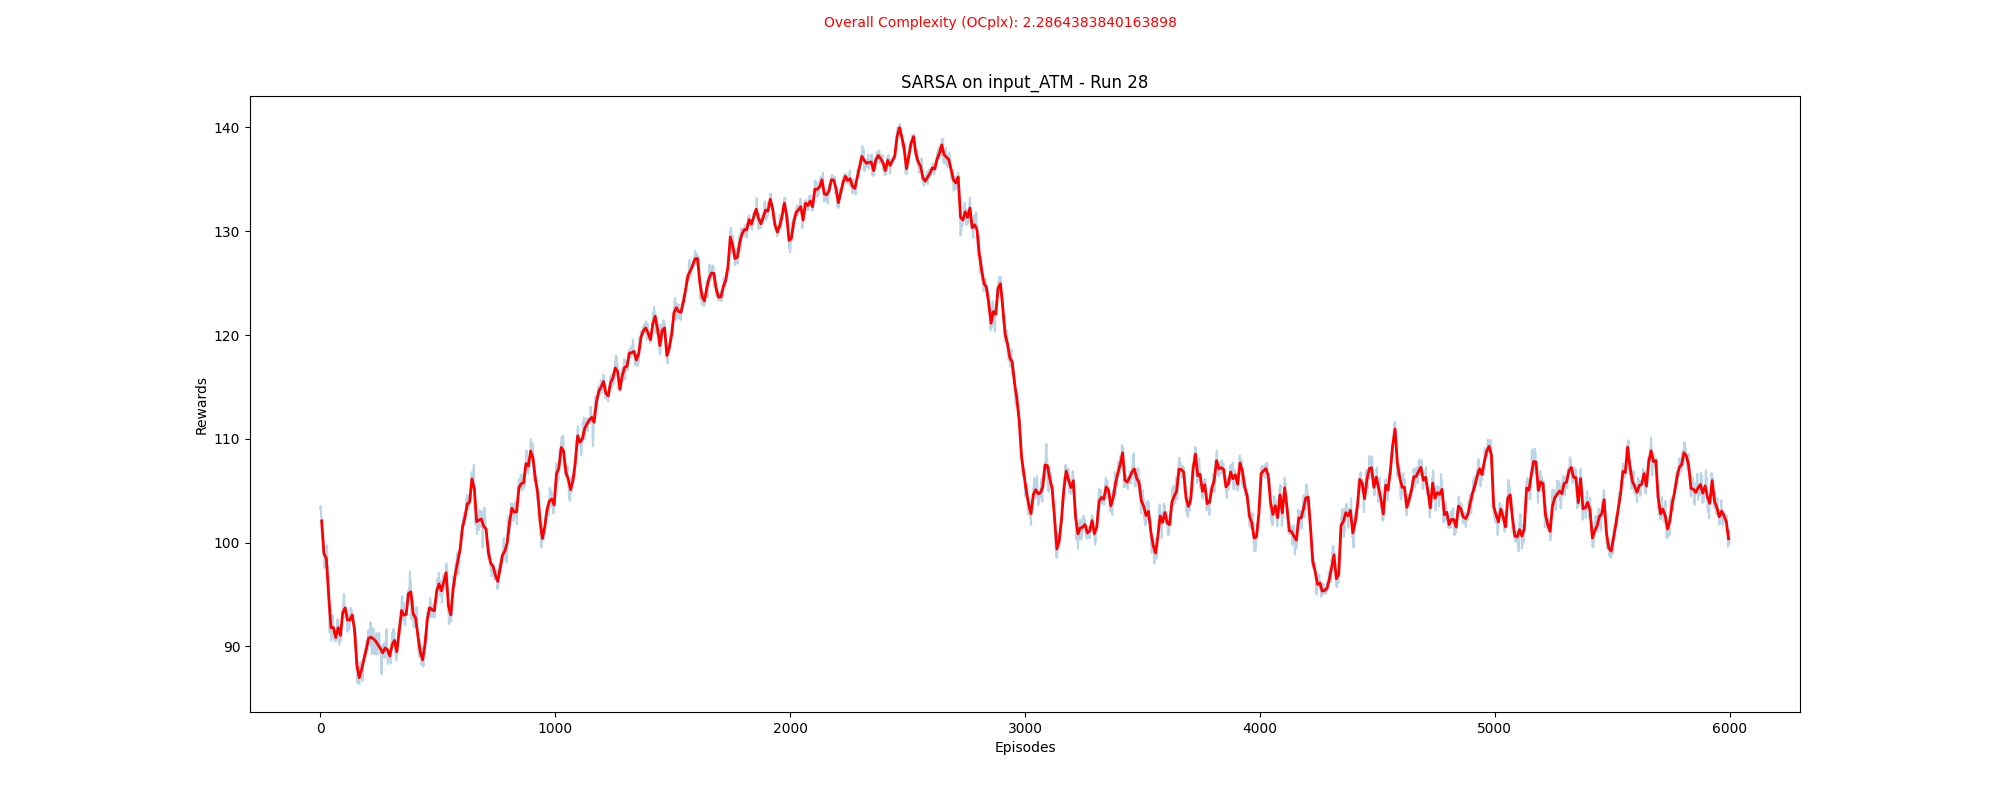 Overall Complexity (OCplx): 2.2864383840163898
SARSA on input_ATM - Run 28
140
130
120
110
100
90
Rewards
0 1000 2000 3000 4000 5000 6000
Episodes